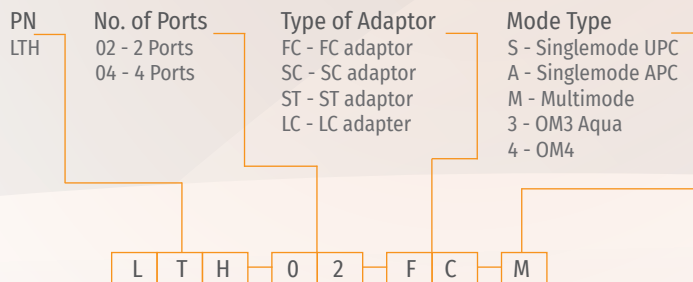 PN
LTH
No. of Ports
02 - 2 Ports
04 - 4 Ports
Type of Adaptor
FC - FC adaptor
SC - SC adaptor
ST - ST adaptor
LC - LC adapter
Mode Type
S - Singlemode UPC
A - Singlemode APC
M - Multimode
3 - OM3 Aqua
4 - OM4
L T H - 0 2 - F C - M